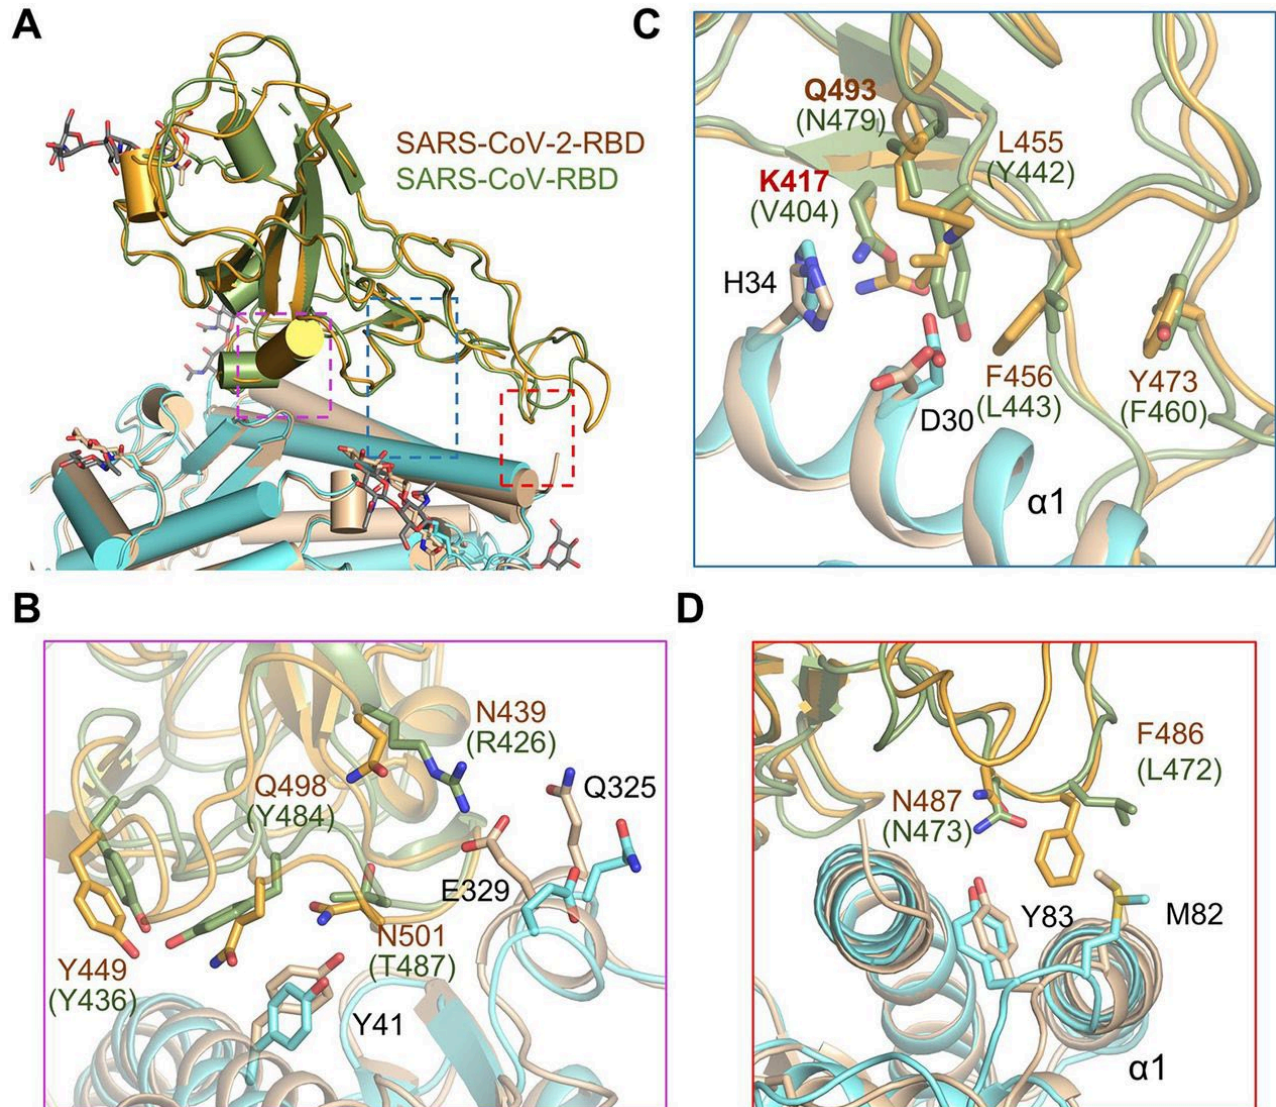 A
SARS-CoV-2-RBD
SARS-CoV-RBD
C
Q493
(N479)
L455
(Y442)
K417
(V404)
H34
D30
F456
(L443)
Y473
(F460)
α1
B
N439
(R426)
Q498
(Y484)
Q325
E329
N501
(T487)
Y449
(Y436)
Y41
D
F486
(L472)
N487
(N473)
Y83
M82
α1